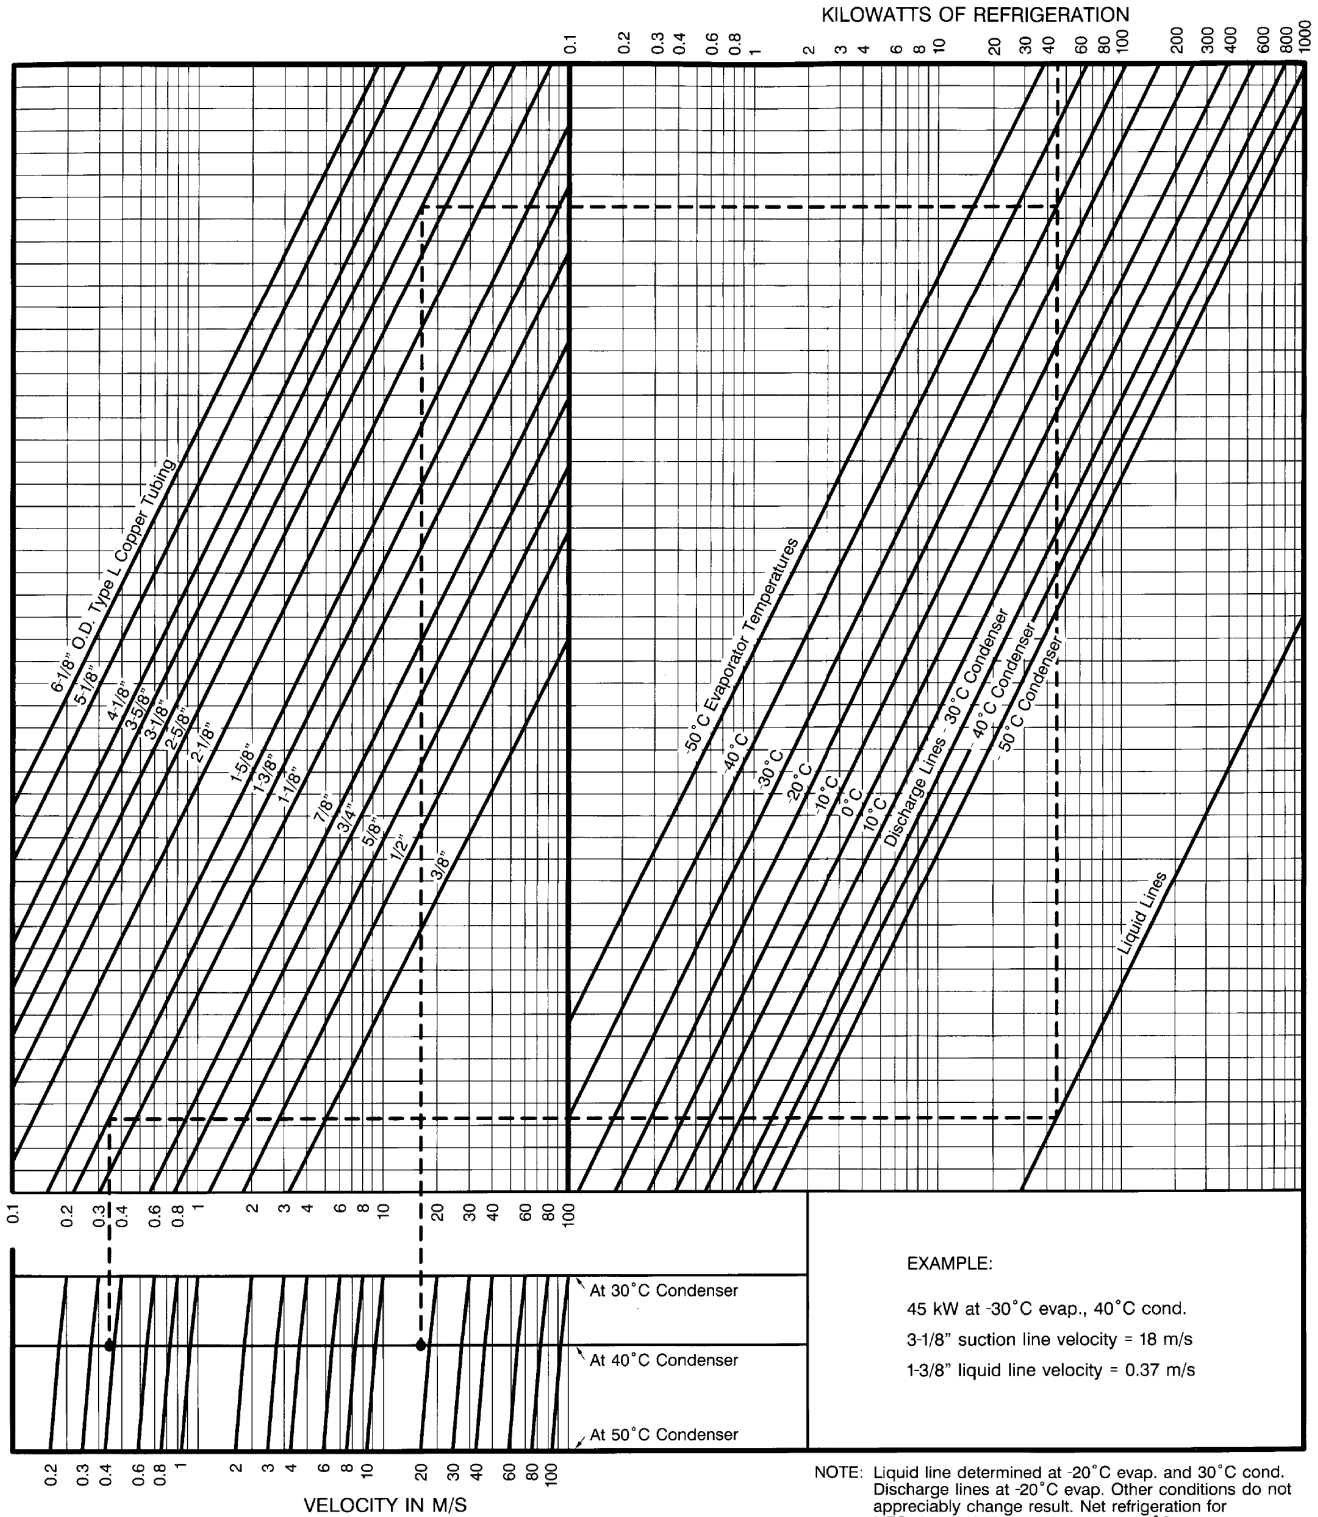 KILOWATTS OF REFRIGERATION
0.1 0.2 0.3 0.4 0.6 0.8 1 2 3 4 6 8 10 20 30 40 60 80 100 200 300 400 600 800 1000
6-1/8" O.D. Type L Copper Tubing
5-1/8"
4-1/8"
3-5/8"
3-1/8"
2-5/8"
2-1/8"
1-5/8"
1-3/8"
1-1/8"
7/8"
3/4"
5/8"
1/2"
3/8"
-50°C Evaporator Temperatures
-40°C
-30°C
-20°C
-10°C
0°C
10°C
Discharge Lines - 30°C Condenser
- 40°C Condenser
- 50°C Condenser
Liquid Lines
0.1 0.2 0.3 0.4 0.6 0.8 1 2 3 4 6 8 10 20 30 40 60 80 100
At 30°C Condenser
At 40°C Condenser
At 50°C Condenser
0.2 0.3 0.4 0.6 0.8 1 2 3 4 6 8 10 20 30 40 60 80 100
VELOCITY IN M/S
EXAMPLE:
45 kW at -30°C evap., 40°C cond.
3-1/8" suction line velocity = 18 m/s
1-3/8" liquid line velocity = 0.37 m/s
NOTE: Liquid line determined at -20°C evap. and 30°C cond.
Discharge lines at -20°C evap. Other conditions do not
appreciably change result. Net refrigeration for